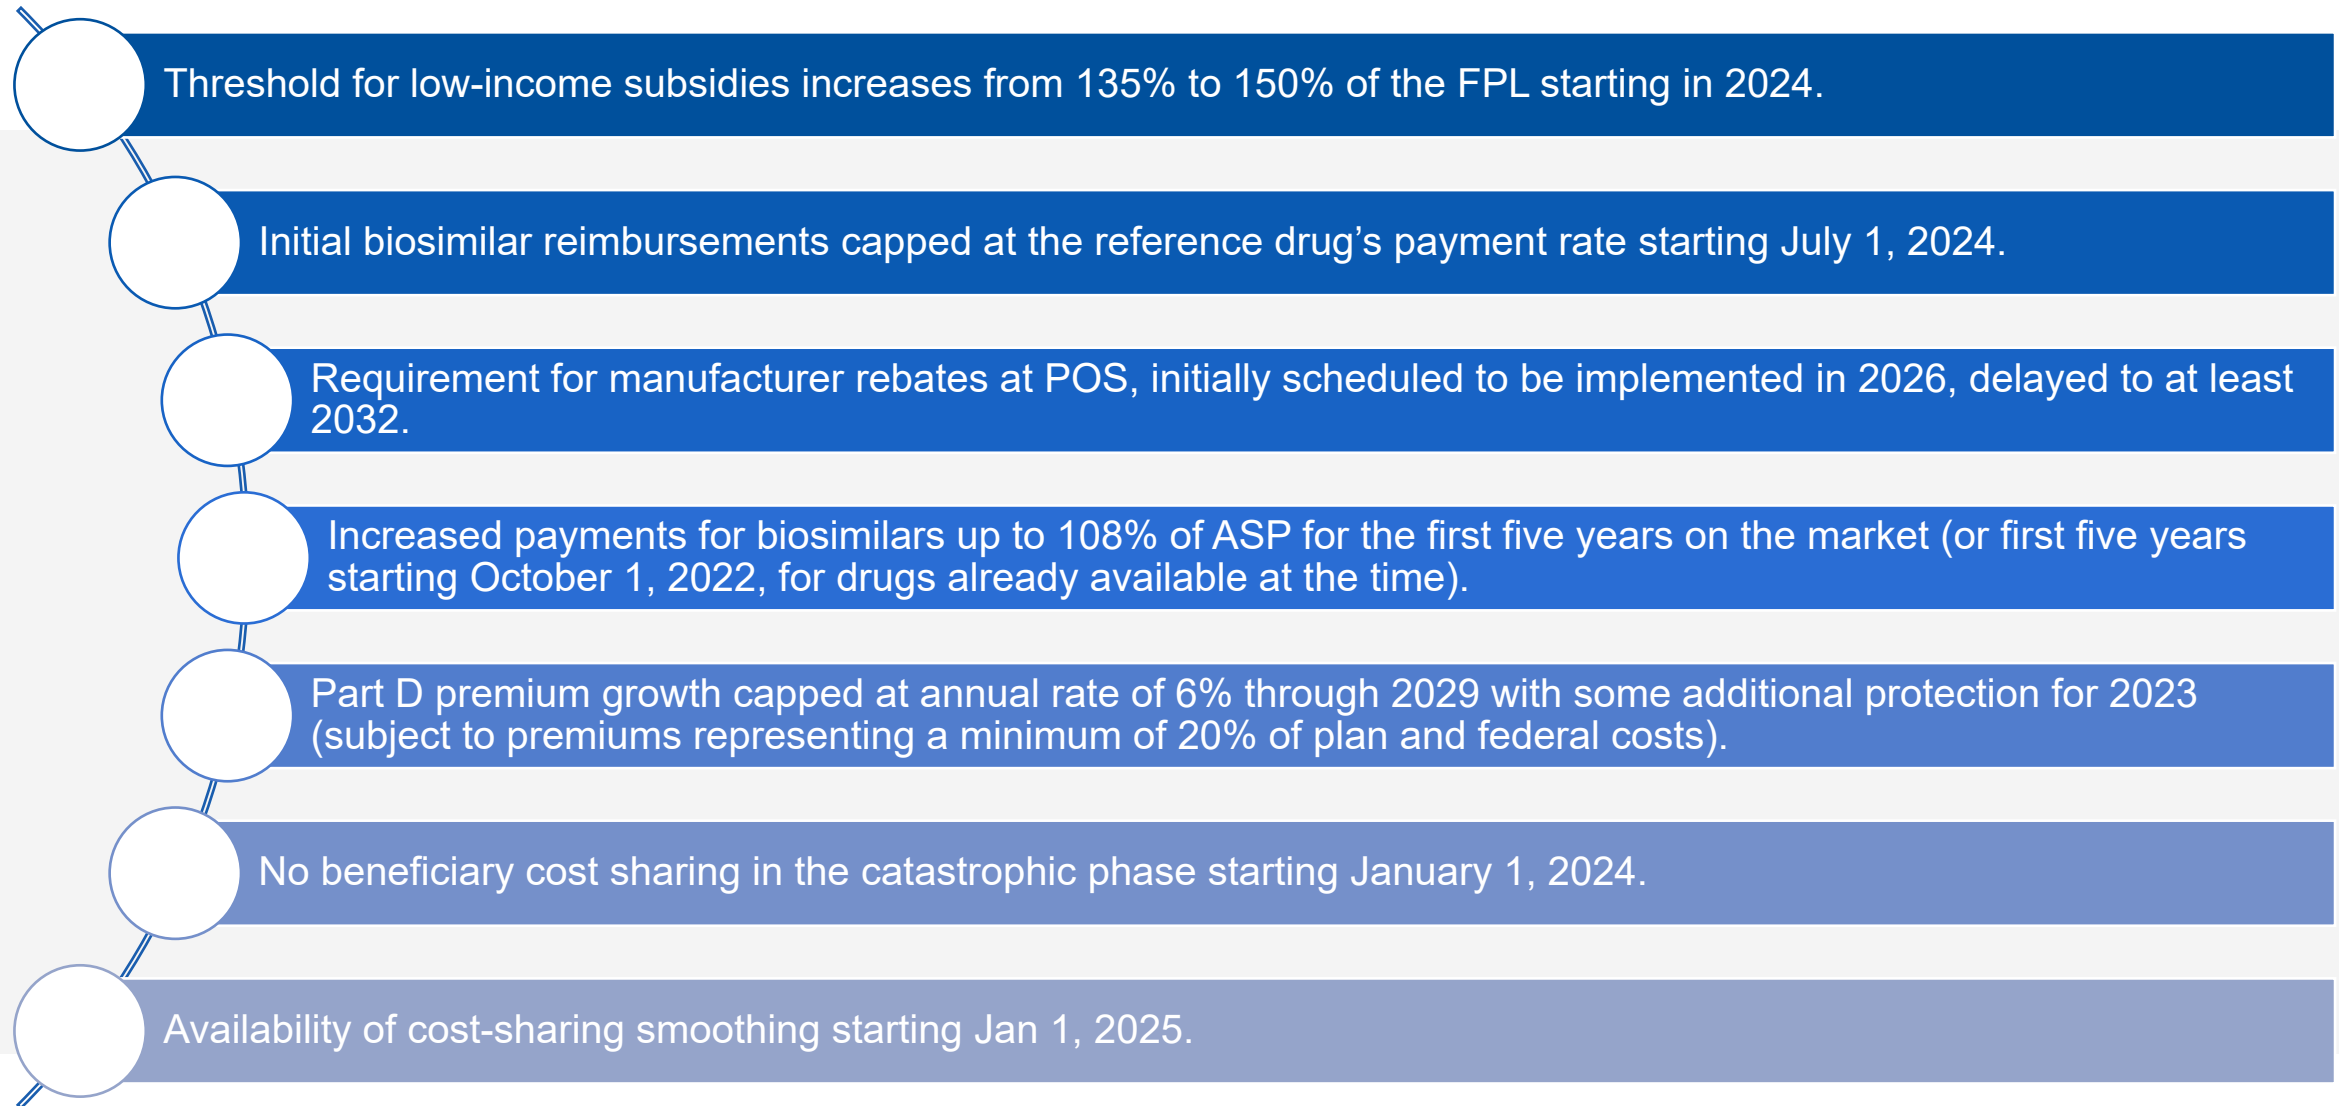 Threshold for low-income subsidies increases from 135% to 150% of the FPL starting in 2024.
Initial biosimilar reimbursements capped at the reference drug’s payment rate starting July 1, 2024.
Requirement for manufacturer rebates at POS, initially scheduled to be implemented in 2026, delayed to at least
2032.
Increased payments for biosimilars up to 108% of ASP for the first five years on the market (or first five years
starting October 1, 2022, for drugs already available at the time).
Part D premium growth capped at annual rate of 6% through 2029 with some additional protection for 2023
(subject to premiums representing a minimum of 20% of plan and federal costs).
No beneficiary cost sharing in the catastrophic phase starting January 1, 2024.
Availability of cost-sharing smoothing starting Jan 1, 2025.